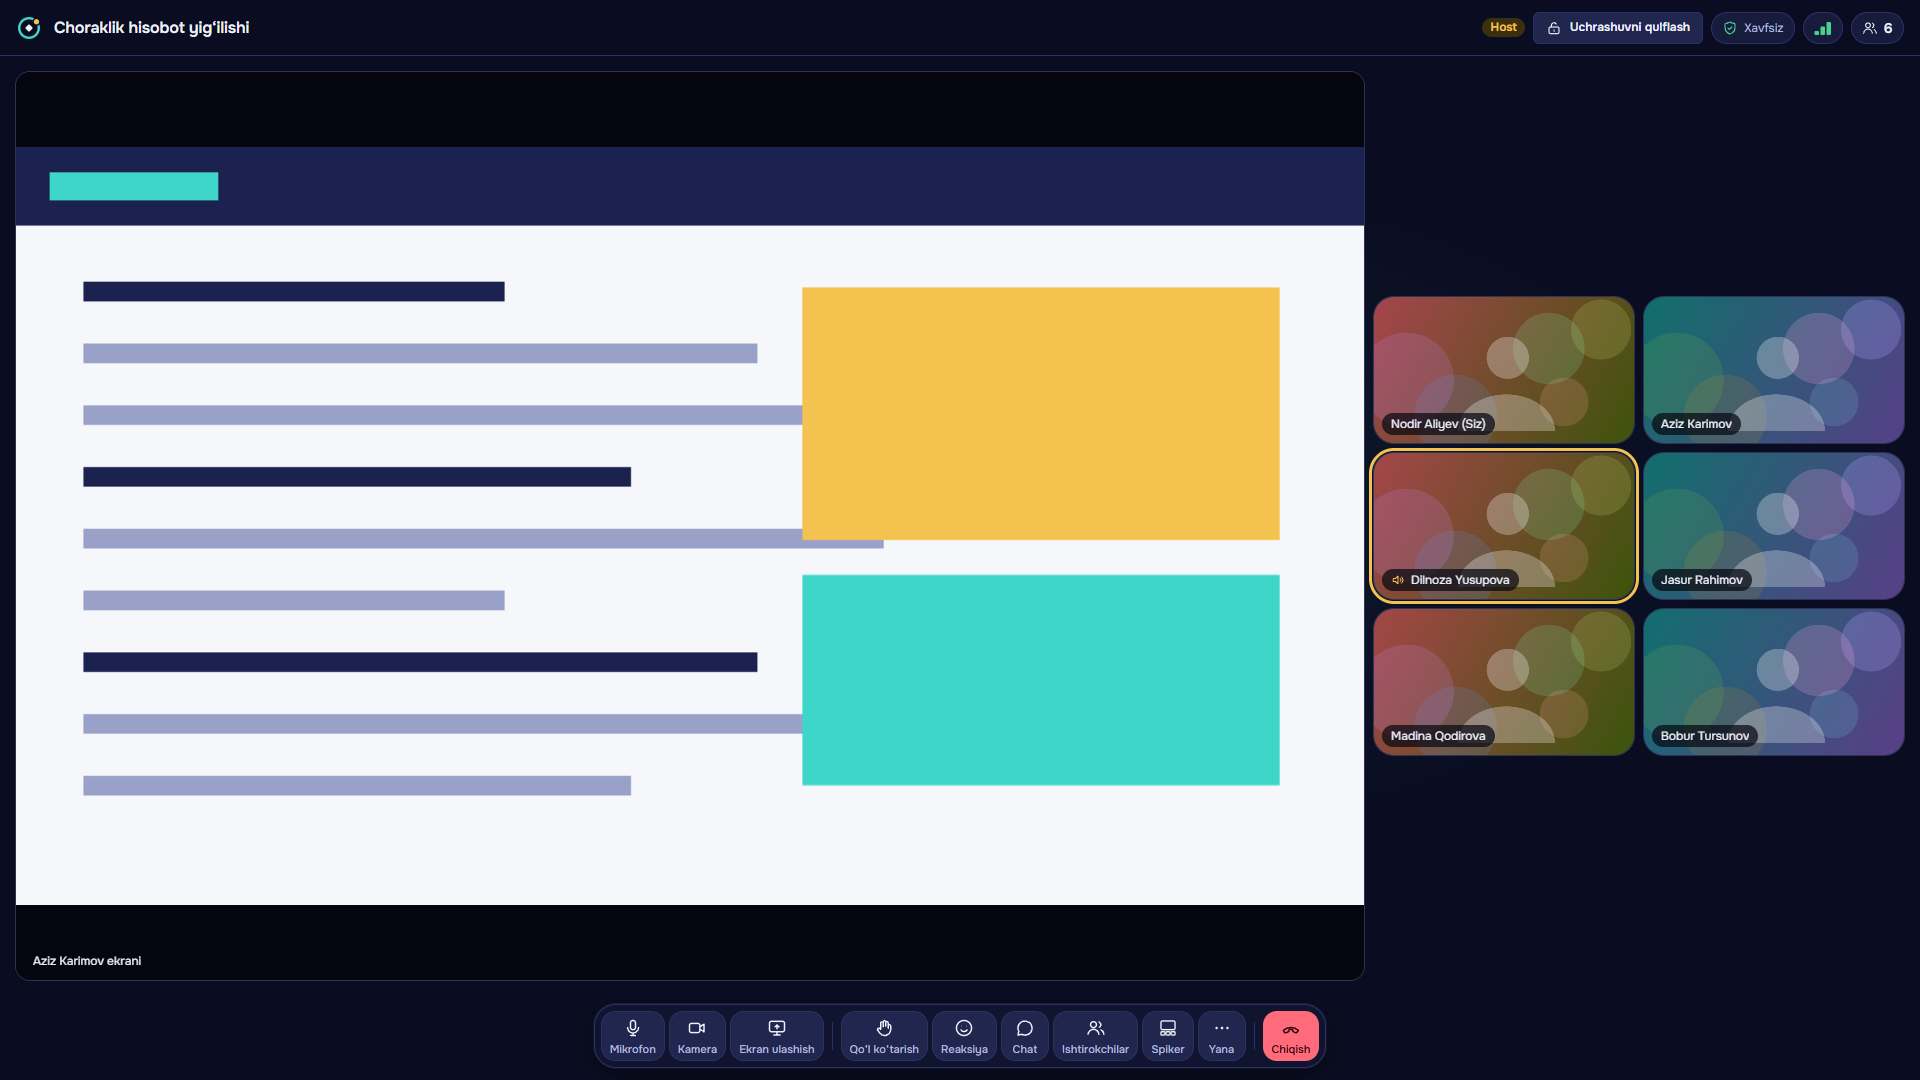 Choraklik hisobot yig‘ilishi
Host
Uchrashuvni qulflash
Xavfsiz
6
Nodir Aliyev (Siz)
Aziz Karimov
Dilnoza Yusupova
Jasur Rahimov
Madina Qodirova
Bobur Tursunov
Aziz Karimov ekrani
Mikrofon
Kamera
Ekran ulashish
Qo‘l ko‘tarish
Reaksiya
Chat
Ishtirokchilar
Spiker
Yana
Chiqish